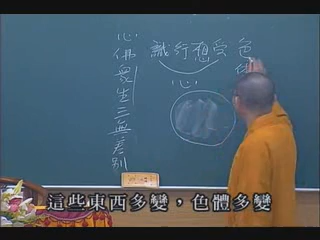 色受想行識
心
心佛眾生三無差別
這些東西多變，色體多變